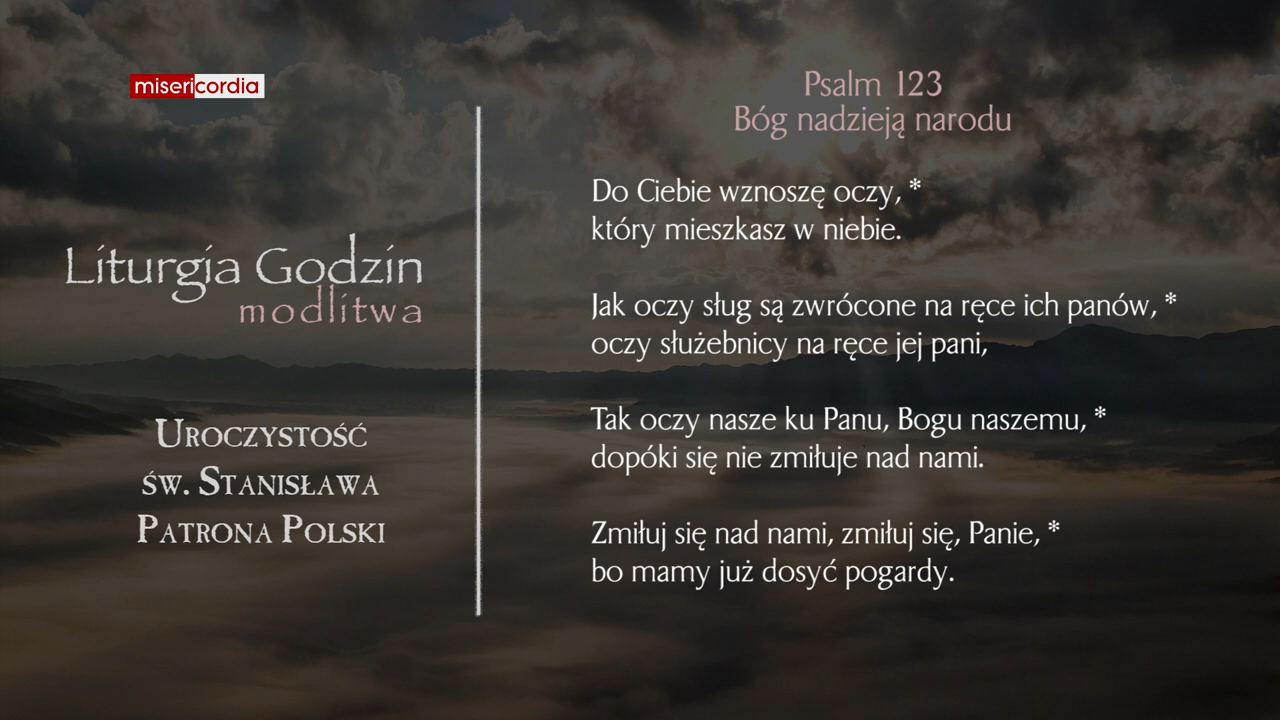 misericordia
Liturgia Godzin
modlitwa
Uroczystość
św. Stanisława
Patrona Polski
Psalm 123
Bóg nadzieją narodu
Do Ciebie wznoszę oczy, *
który mieszkasz w niebie.
Jak oczy sług są zwrócone na ręce ich panów, *
oczy służebnicy na ręce jej pani,
Tak oczy nasze ku Panu, Bogu naszemu, *
dopóki się nie zmiłuje nad nami.
Zmiłuj się nad nami, zmiłuj się, Panie, *
bo mamy już dosyć pogardy.